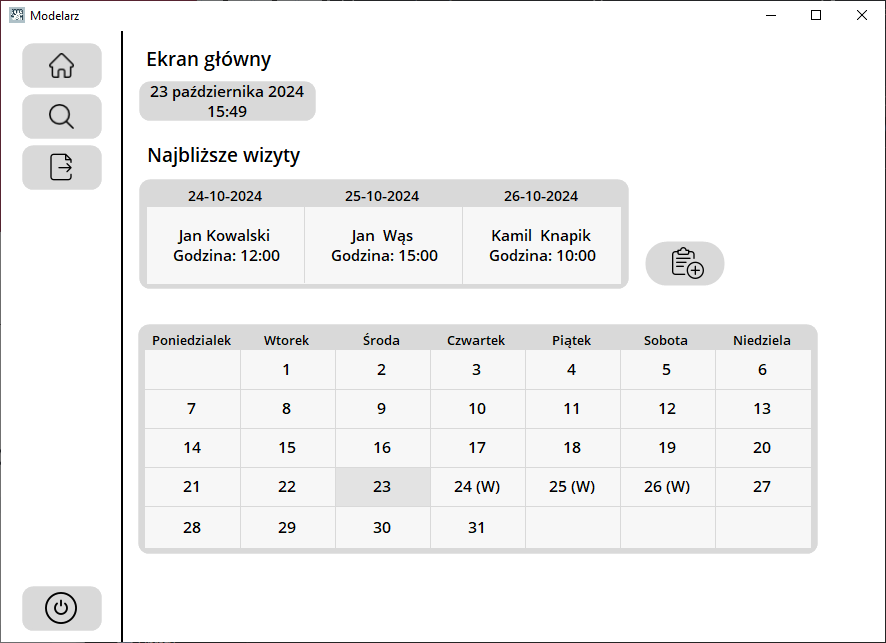 Modelarz
Ekran główny
23 października 2024
15:49
Najbliższe wizyty
24-10-2024 25-10-2024 26-10-2024
Jan Kowalski Jan Wąs Kamil Knapik
Godzina: 12:00 Godzina: 15:00 Godzina: 10:00
Poniedzialek Wtorek Środa Czwartek Piątek Sobota Niedziela
1 2 3 4 5 6
7 8 9 10 11 12 13
14 15 16 17 18 19 20
21 22 23 24 (W) 25 (W) 26 (W) 27
28 29 30 31